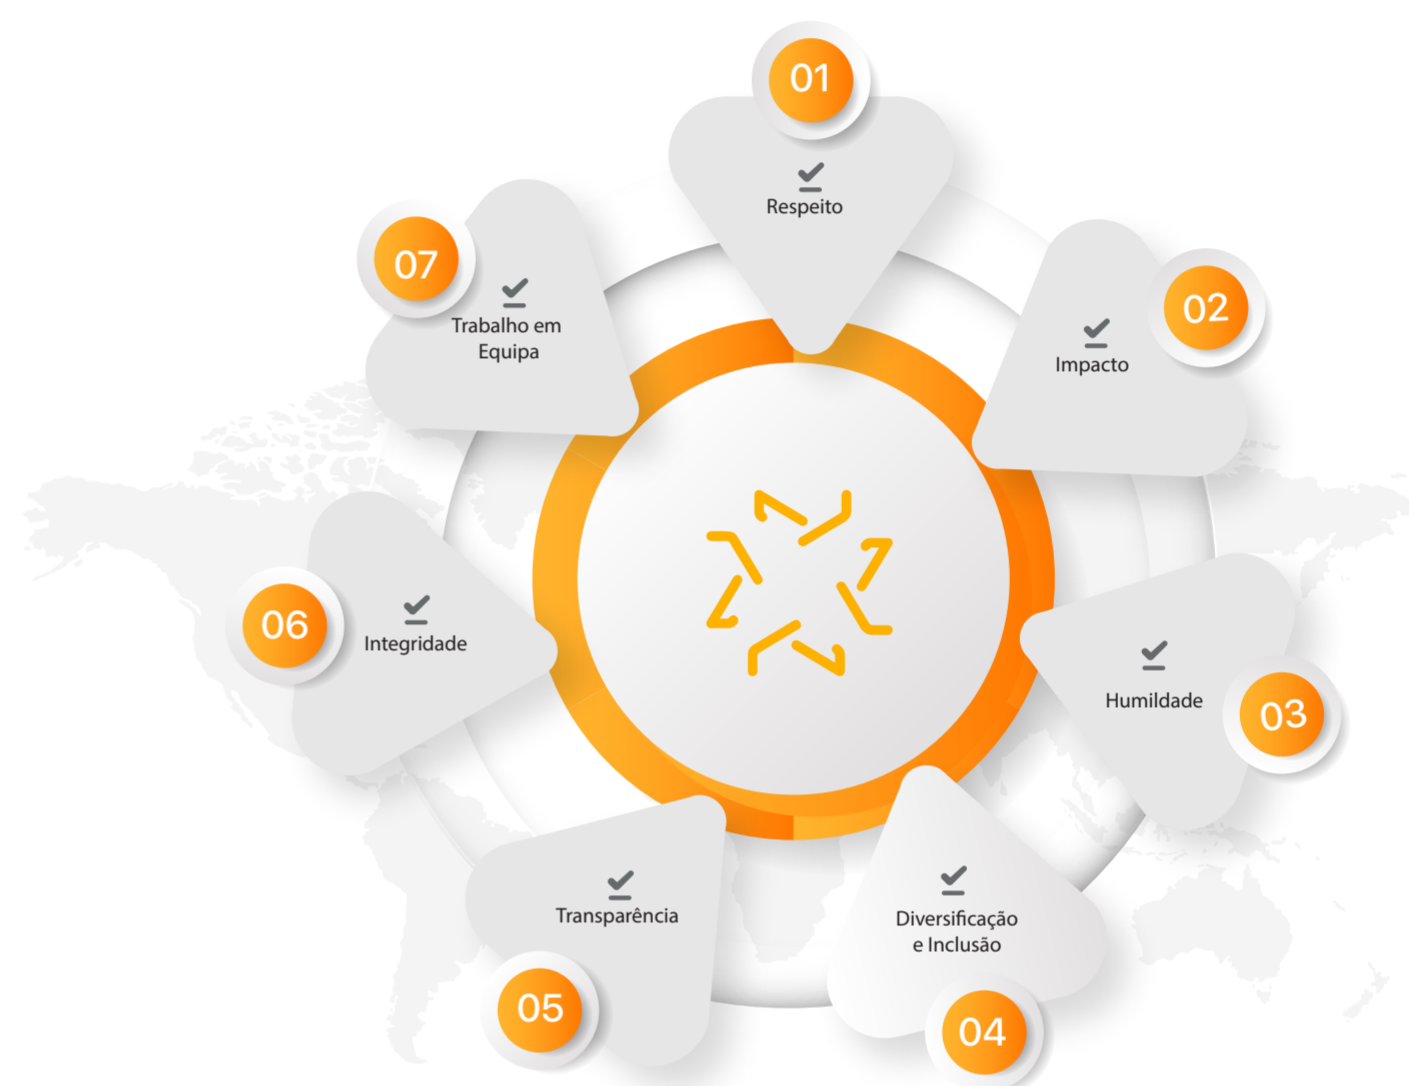 01
Respeito
02
Impacto
03
Humildade
04
Diversificação
e Inclusão
05
Transparência
06
Integridade
07
Trabalho em
Equipa